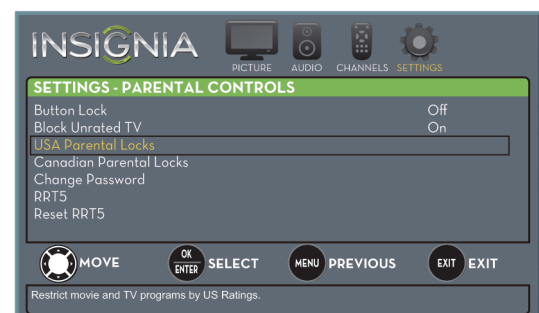 INSIGNIA
PICTURE AUDIO CHANNELS SETTINGS
SETTINGS - PARENTAL CONTROLS
Button Lock Off
Block Unrated TV On
USA Parental Locks
Canadian Parental Locks
Change Password
RRT5
Reset RRT5
MOVE OK ENTER SELECT MENU PREVIOUS EXIT EXIT
Restrict movie and TV programs by US Ratings.